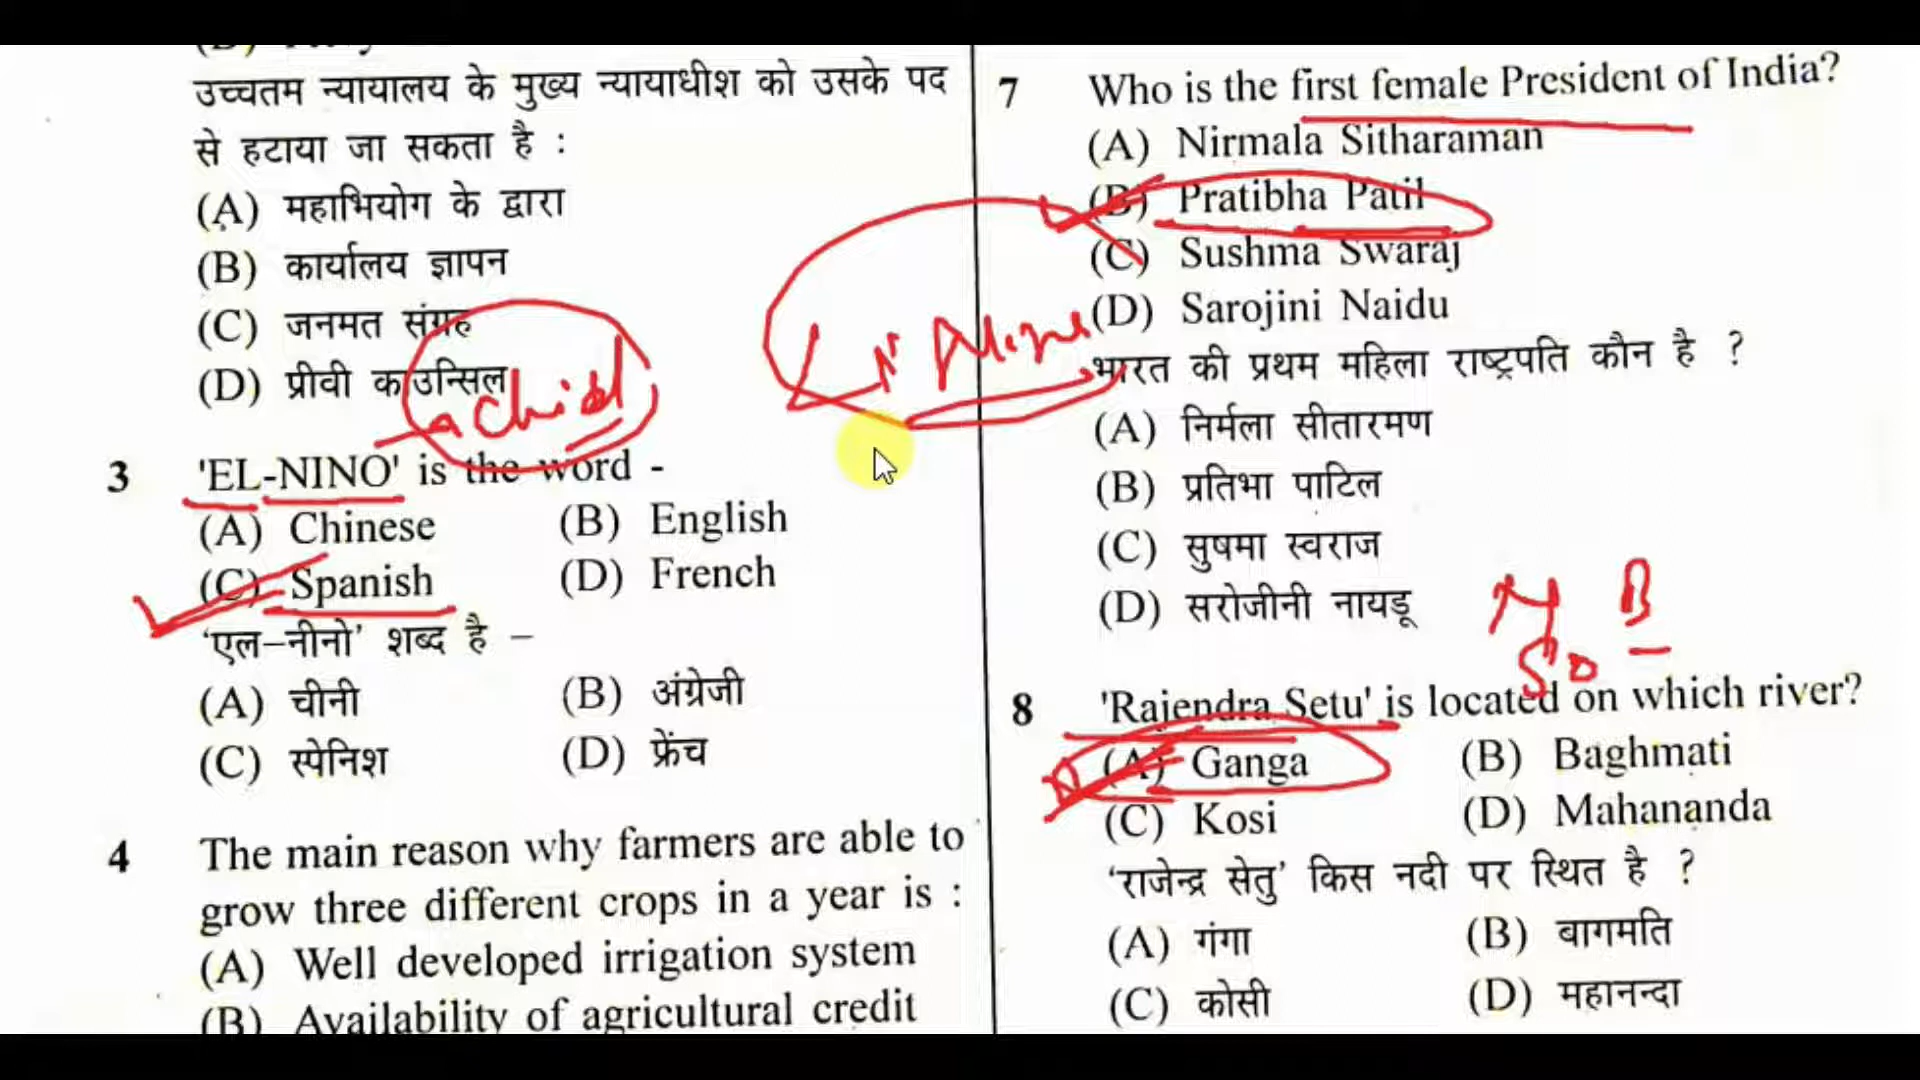 उच्चतम न्यायालय के मुख्य न्यायाधीश को उसके पद
से हटाया जा सकता है :
(A) महाभियोग के द्वारा
(B) कार्यालय ज्ञापन
(C) जनमत संग्रह
(D) प्रीवी काउन्सिल
3 'EL-NINO' is the word -
(A) Chinese (B) English
(C) Spanish (D) French
‘एल-नीनो’ शब्द है –
(A) चीनी (B) अंग्रेजी
(C) स्पेनिश (D) फ्रेंच
4 The main reason why farmers are able to
grow three different crops in a year is :
(A) Well developed irrigation system
(B) Availability of agricultural credit
7 Who is the first female President of India?
(A) Nirmala Sitharaman
(B) Pratibha Patil
(C) Sushma Swaraj
(D) Sarojini Naidu
भारत की प्रथम महिला राष्ट्रपति कौन है ?
(A) निर्मला सीतारमण
(B) प्रतिभा पाटिल
(C) सुषमा स्वराज
(D) सरोजीनी नायडू
8 'Rajendra Setu' is located on which river?
(A) Ganga (B) Baghmati
(C) Kosi (D) Mahananda
‘राजेन्द्र सेतु’ किस नदी पर स्थित है ?
(A) गंगा (B) बागमति
(C) कोसी (D) महानन्दा